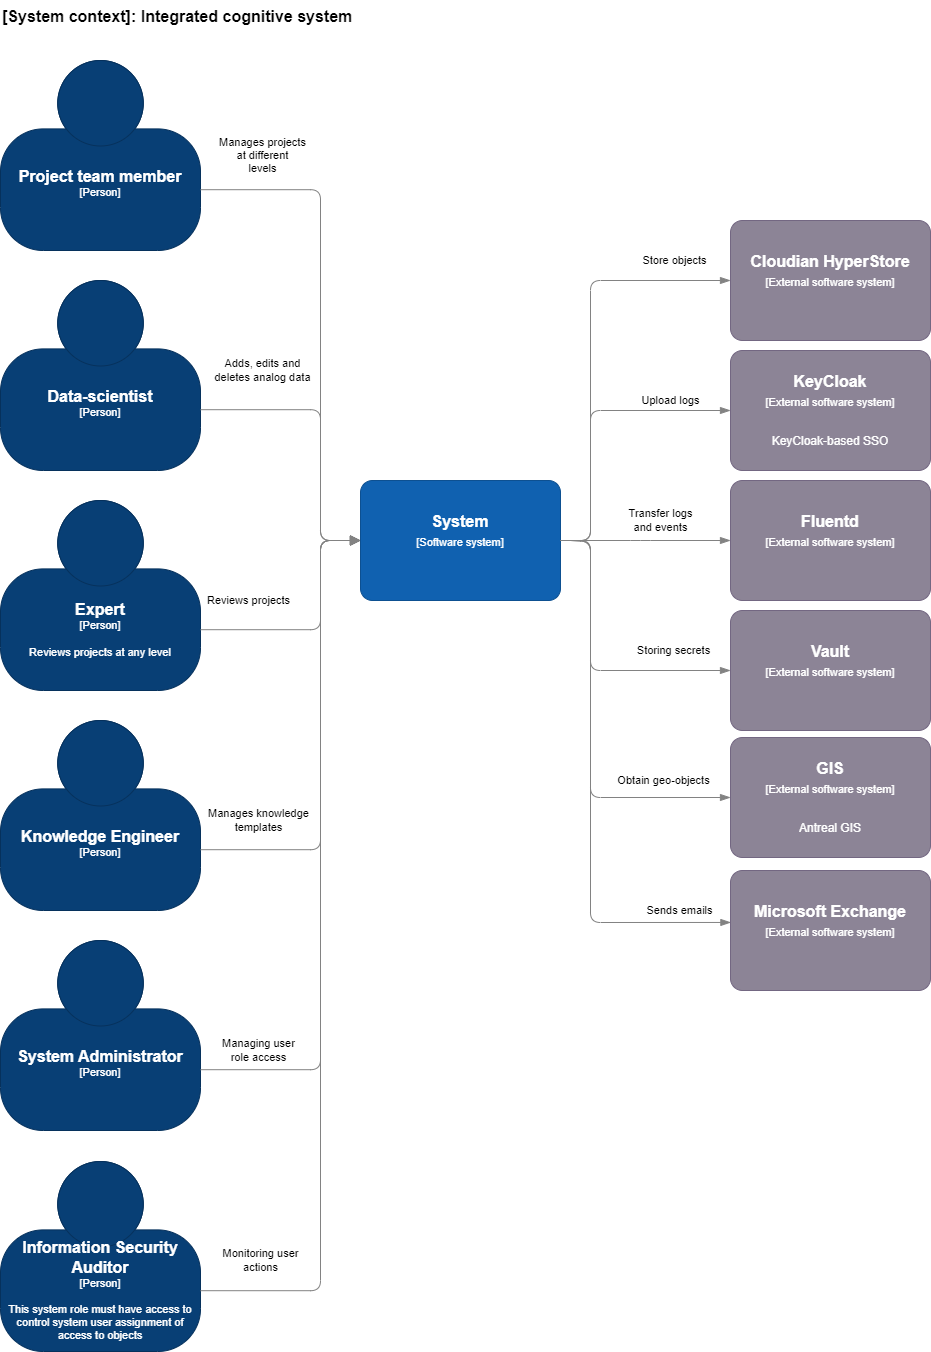 [System context]: Integrated cognitive system
Project team member
[Person]
Manages projects
at different
levels
Data-scientist
[Person]
Adds, edits and
deletes analog data
Expert
[Person]
Reviews projects at any level
Reviews projects
Knowledge Engineer
[Person]
Manages knowledge
templates
System Administrator
[Person]
Managing user
role access
Information Security
Auditor
[Person]
This system role must have access to
control system user assignment of
access to objects
Monitoring user
actions
System
[Software system]
Store objects
Cloudian HyperStore
[External software system]
Upload logs
KeyCloak
[External software system]
KeyCloak-based SSO
Transfer logs
and events
Fluentd
[External software system]
Storing secrets
Vault
[External software system]
Obtain geo-objects
GIS
[External software system]
Antreal GIS
Sends emails
Microsoft Exchange
[External software system]